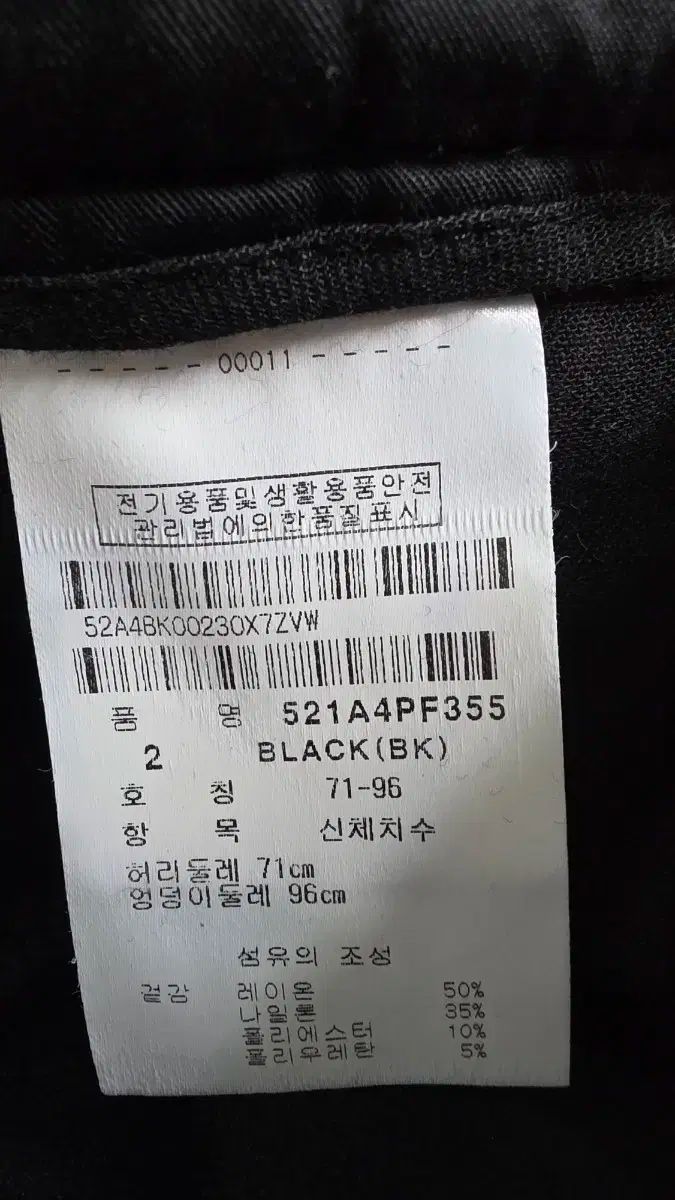 - - - - - 00011 - - - - -
전기용품및생활용품안전
관리법에의한품질표시
52A4BK00230X7ZVW
품 명 521A4PF355
2 BLACK(BK)
호 칭 71-96
항 목 신체치수
허리둘레 71cm
엉덩이둘레 96cm
섬유의 조성
겉감 레이온 50%
나일론 35%
폴리에스터 10%
폴리우레탄 5%